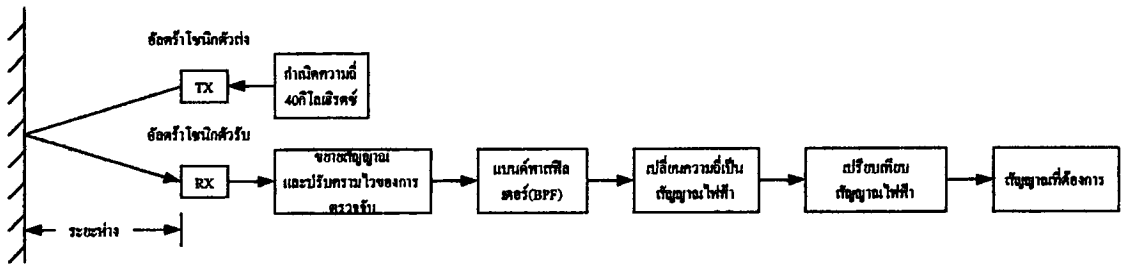 อัลตร้าโซนิกตัวส่ง
TX
กำเนิดความถี่
40กิโลเฮิรตซ์
อัลตร้าโซนิกตัวรับ
RX
ขยายสัญญาณ
และปรับความไวของการ
ตรวจจับ
แบนด์พาสฟิล
เตอร์(BPF)
เปลี่ยนความถี่เป็น
สัญญาณไฟฟ้า
เปรียบเทียบ
สัญญาณไฟฟ้า
สัญญาณที่ต้องการ
ระยะห่าง